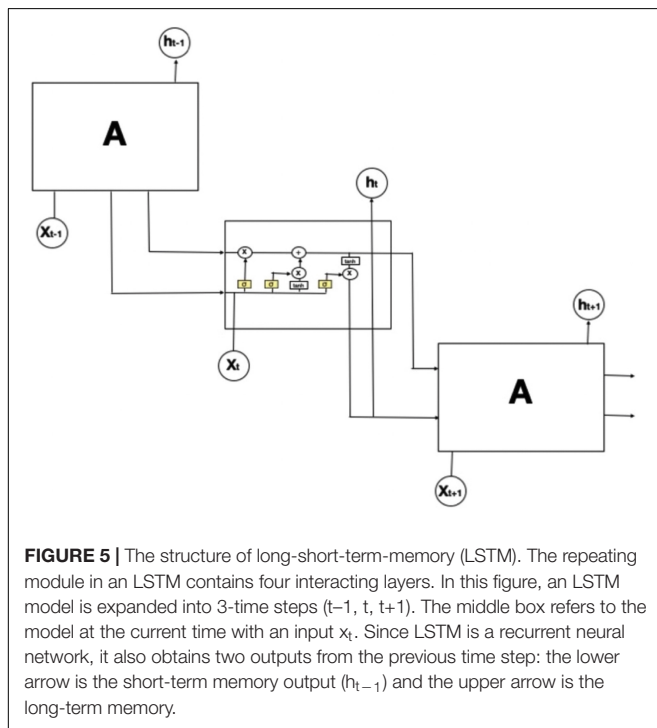 h t-1
A
X t-1
h t
x +
tanh
x x
σ σ tanh σ
X t
h t+1
A
X t+1
FIGURE 5 | The structure of long-short-term-memory (LSTM). The repeating
module in an LSTM contains four interacting layers. In this figure, an LSTM
model is expanded into 3-time steps (t–1, t, t+1). The middle box refers to the
model at the current time with an input xt. Since LSTM is a recurrent neural
network, it also obtains two outputs from the previous time step: the lower
arrow is the short-term memory output (ht−1) and the upper arrow is the
long-term memory.